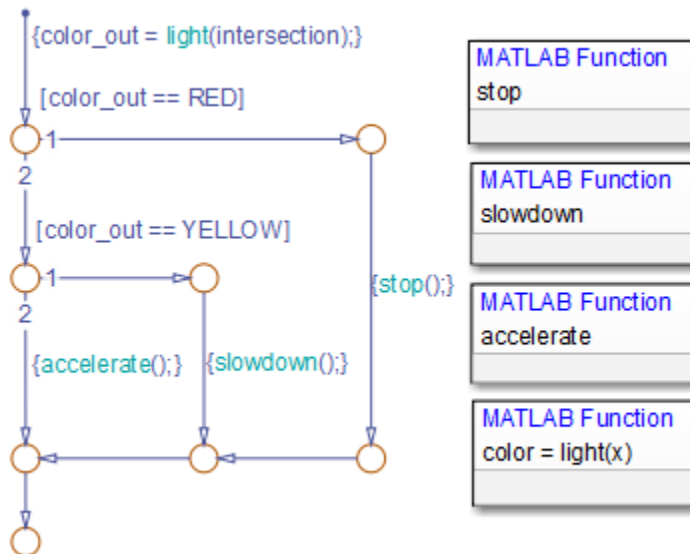 {color_out = light(intersection);}
[color_out == RED]
1
2
[color_out == YELLOW]
1
2
{stop();}
{accelerate();}
{slowdown();}
MATLAB Function
stop
MATLAB Function
slowdown
MATLAB Function
accelerate
MATLAB Function
color = light(x)